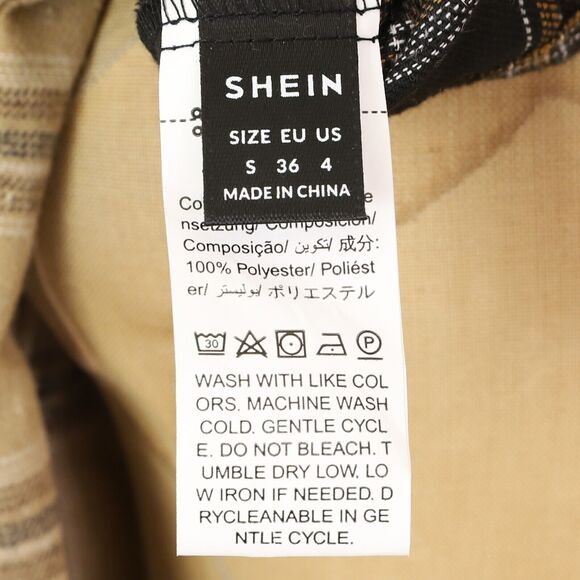 SHEIN
SIZE EU US
S 36 4
MADE IN CHINA
Co e
nsetzung/ Composición/
Composição/ تكوين/ 成分:
100% Polyester/ Poliést
er/ بوليستر/ ポリエステル
30 P
WASH WITH LIKE COL
ORS. MACHINE WASH
COLD. GENTLE CYCL
E. DO NOT BLEACH. T
UMBLE DRY LOW. LO
W IRON IF NEEDED. D
RYCLEANABLE IN GE
NTLE CYCLE.